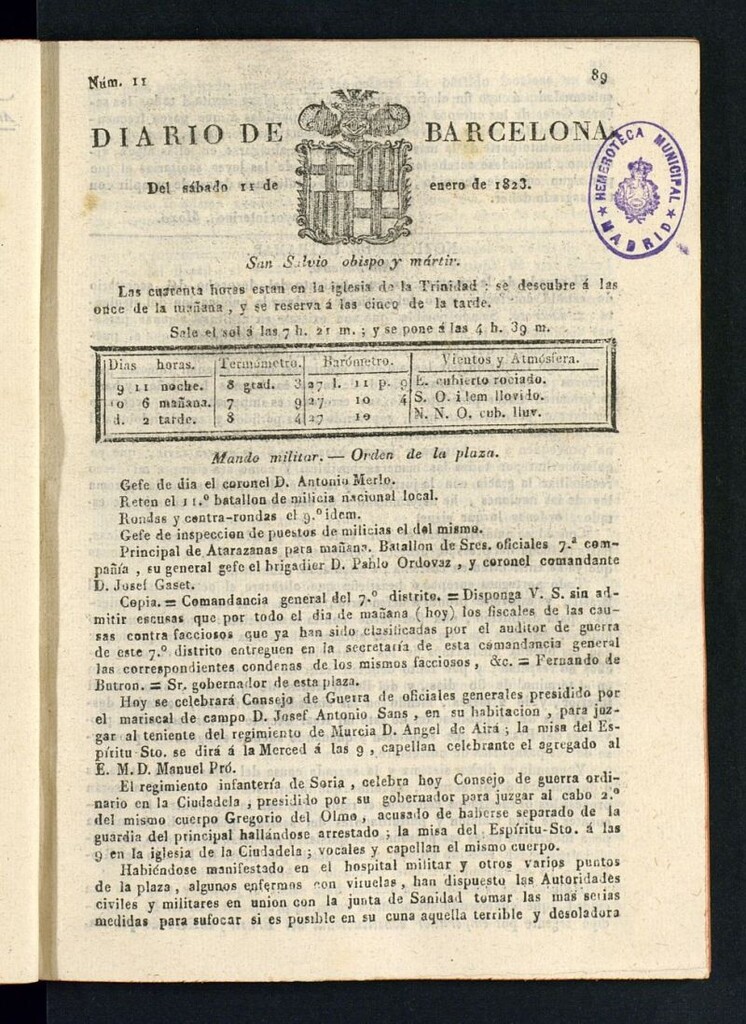 Núm. 11
89
DIARIO DE BARCELONA
Del sábado 11 de enero de 1823.
HEMEROTECA MUNICIPAL
★ MADRID ★
San Salvio obispo y mártir.
Las cuarenta horas estan en la iglesia de la Trinidad : se descubre á las
once de la mañana , y se reserva á las cinco de la tarde.
Sale el sol á las 7 h. 21 m. ; y se pone á las 4 h. 39 m.
Dias horas. Termómetro. Barómetro. Vientos y Atmósfera.
9 11 noche. 8 grad. 3 27 l. 11 p. 9 E. cubierto rociado.
10 6 mañana. 7 9 27 10 4 S. O. idem llovido.
d. 2 tarde. 8 4 27 10 N. N. O. cub. lluv.
Mando militar. — Orden de la plaza.
Gefe de dia el coronel D. Antonio Merlo.
Reten el 11.º batallon de milicia nacional local.
Rondas y contra-rondas el 9.º idem.
Gefe de inspeccion de puestos de milicias el del mismo.
Principal de Atarazanas para mañana. Batallon de Sres. oficiales 7.ª com-
pañía , su general gefe el brigadier D. Pablo Ordovaz , y coronel comandante
D. Josef Gaset.
Copia. = Comandancia general del 7.º distrito. = Disponga V. S. sin ad-
mitir escusas que por todo el dia de mañana ( hoy ) los fiscales de las cau-
sas contra facciosos que ya han sido clasificadas por el auditor de guerra
de este 7.º distrito entreguen en la secretaría de esta comandancia general
las correspondientes condenas de los mismos facciosos , &c. = Fernando de
Butron. = Sr. gobernador de esta plaza.
Hoy se celebrará Consejo de Guerra de oficiales generales presidido por
el mariscal de campo D. Josef Antonio Sans , en su habitacion , para juz-
gar al teniente del regimiento de Murcia D. Angel de Airá ; la misa del Es-
píritu Sto. se dirá á la Merced á las 9 , capellan celebrante el agregado al
E. M. D. Manuel Pró.
El regimiento infantería de Soria , celebra hoy Consejo de guerra ordi-
nario en la Ciudadela , presidido por su gobernador para juzgar al cabo 2.º
del mismo cuerpo Gregorio del Olmo , acusado de haberse separado de la
guardia del principal hallándose arrestado ; la misa del Espíritu-Sto. á las
9 en la iglesia de la Ciudadela ; vocales y capellan el mismo cuerpo.
Habiéndose manifestado en el hospital militar y otros varios puntos
de la plaza , algunos enfermos con viruelas , han dispuesto las Autoridades
civiles y militares en union con la junta de Sanidad tomar las mas serias
medidas para sufocar si es posible en su cuna aquella terrible y desoladora